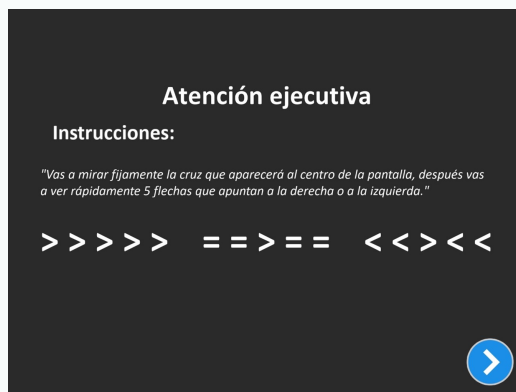 Atención ejecutiva
Instrucciones:
"Vas a mirar fijamente la cruz que aparecerá al centro de la pantalla, después vas
a ver rápidamente 5 flechas que apuntan a la derecha o a la izquierda."
> > > > > = = > = = < < > < <